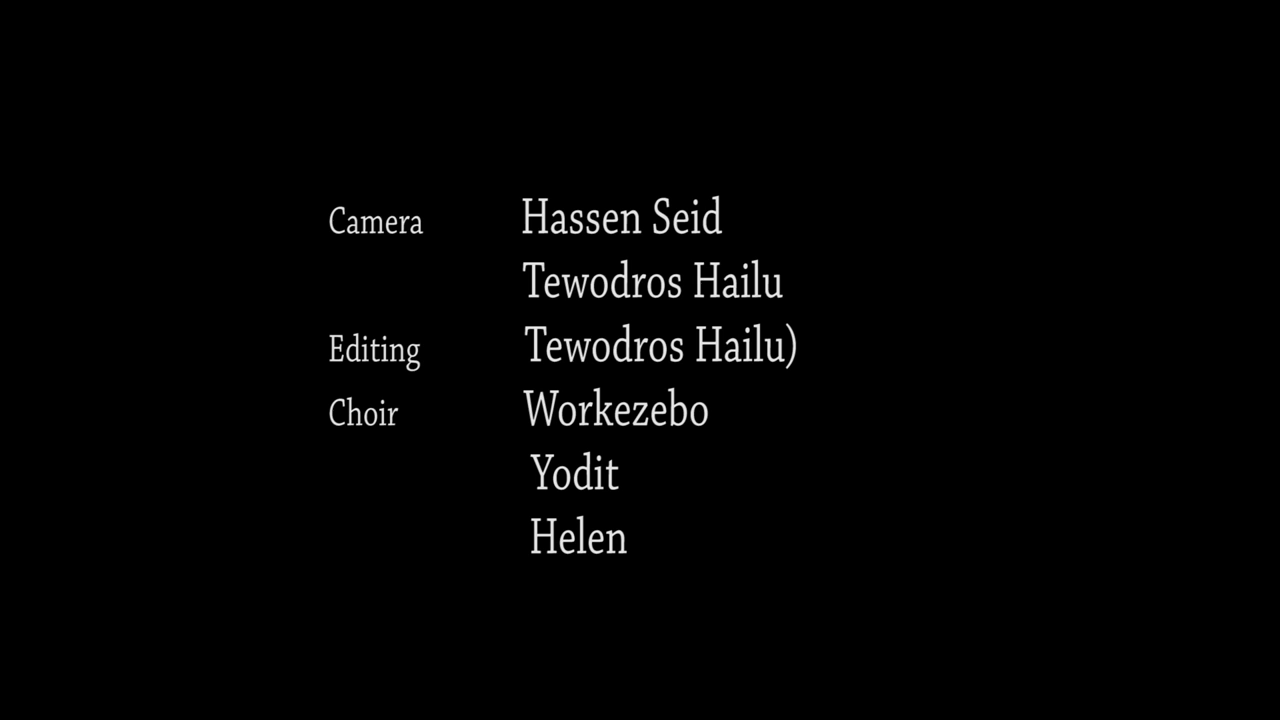 Camera Hassen Seid
Tewodros Hailu
Editing Tewodros Hailu)
Choir Workezebo
Yodit
Helen